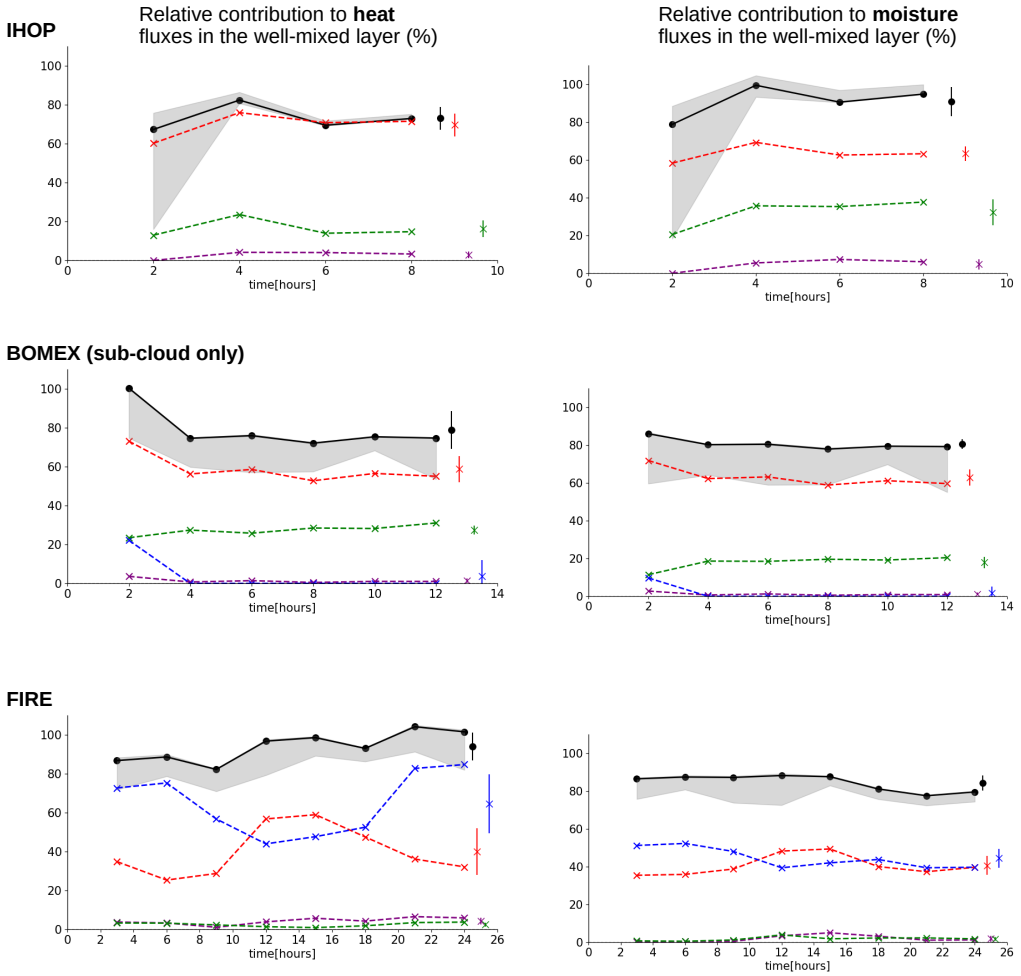 IHOP
Relative contribution to heat
fluxes in the well-mixed layer (%)
Relative contribution to moisture
fluxes in the well-mixed layer (%)
100
80
60
40
20
0
0 2 4 6 8 10
time[hours]
100
80
60
40
20
0
0 2 4 6 8 10
time[hours]
BOMEX (sub-cloud only)
100
80
60
40
20
0
0 2 4 6 8 10 12 14
time[hours]
100
80
60
40
20
0
0 2 4 6 8 10 12 14
time[hours]
FIRE
100
80
60
40
20
0
0 2 4 6 8 10 12 14 16 18 20 22 24 26
time[hours]
100
80
60
40
20
0
0 2 4 6 8 10 12 14 16 18 20 22 24 26
time[hours]